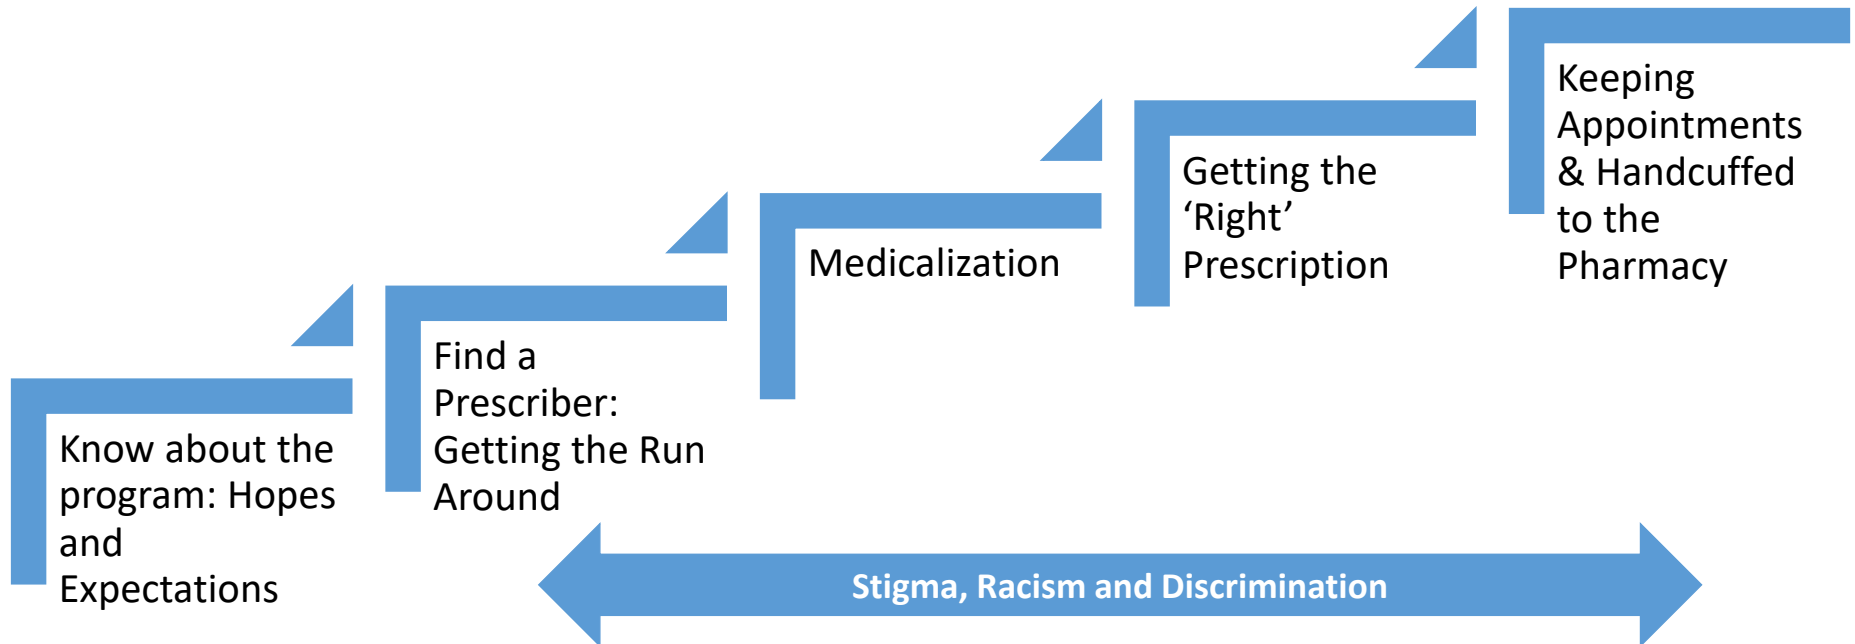 Know about the
program: Hopes
and
Expectations
Find a
Prescriber:
Getting the Run
Around
Medicalization
Getting the
‘Right’
Prescription
Keeping
Appointments
& Handcuffed
to the
Pharmacy
Stigma, Racism and Discrimination